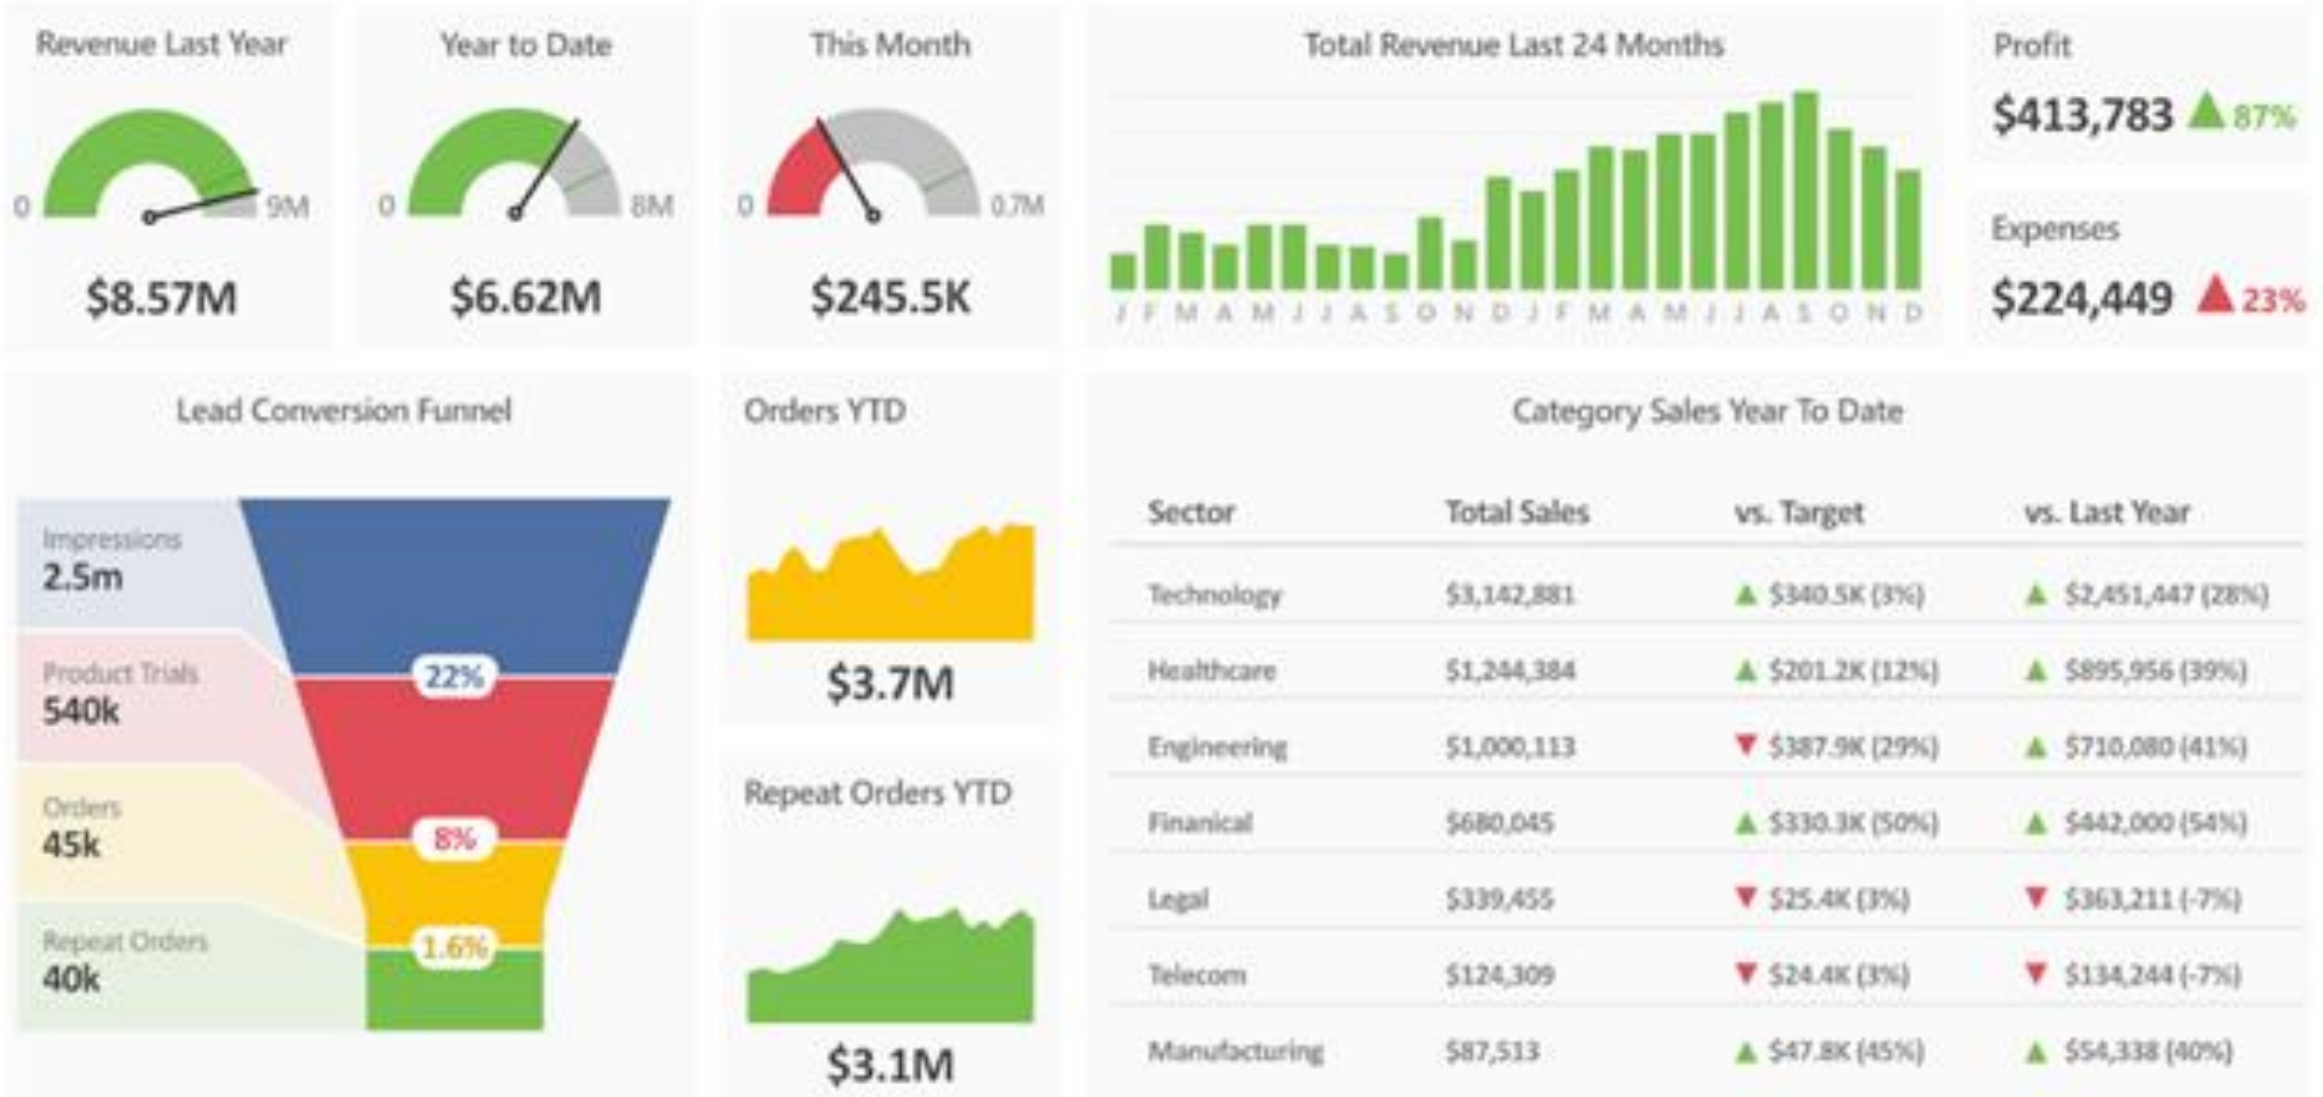 Revenue Last Year
0
9M
$8.57M
Year to Date
0
8M
$6.62M
This Month
0
0.7M
$245.5K
Total Revenue Last 24 Months
J F M A M J J A S O N D J F M A M J J A S O N D
Profit
$413,783 ▲ 87%
Expenses
$224,449 ▲ 23%
Lead Conversion Funnel
Impressions
2.5m
22%
Product Trials
540k
8%
Orders
45k
1.6%
Repeat Orders
40k
Orders YTD
$3.7M
Repeat Orders YTD
$3.1M
Category Sales Year To Date
Sector Total Sales vs. Target vs. Last Year
Technology $3,142,881 ▲ $340.5K (3%) ▲ $2,451,447 (28%)
Healthcare $1,244,384 ▲ $201.2K (12%) ▲ $895,956 (39%)
Engineering $1,000,113 ▼ $387.9K (29%) ▲ $710,080 (41%)
Finanical $680,045 ▲ $330.3K (50%) ▲ $442,000 (54%)
Legal $339,455 ▼ $25.4K (3%) ▼ $363,211 (-7%)
Telecom $124,309 ▼ $24.4K (3%) ▼ $134,244 (-7%)
Manufacturing $87,513 ▲ $47.8K (45%) ▲ $54,338 (40%)